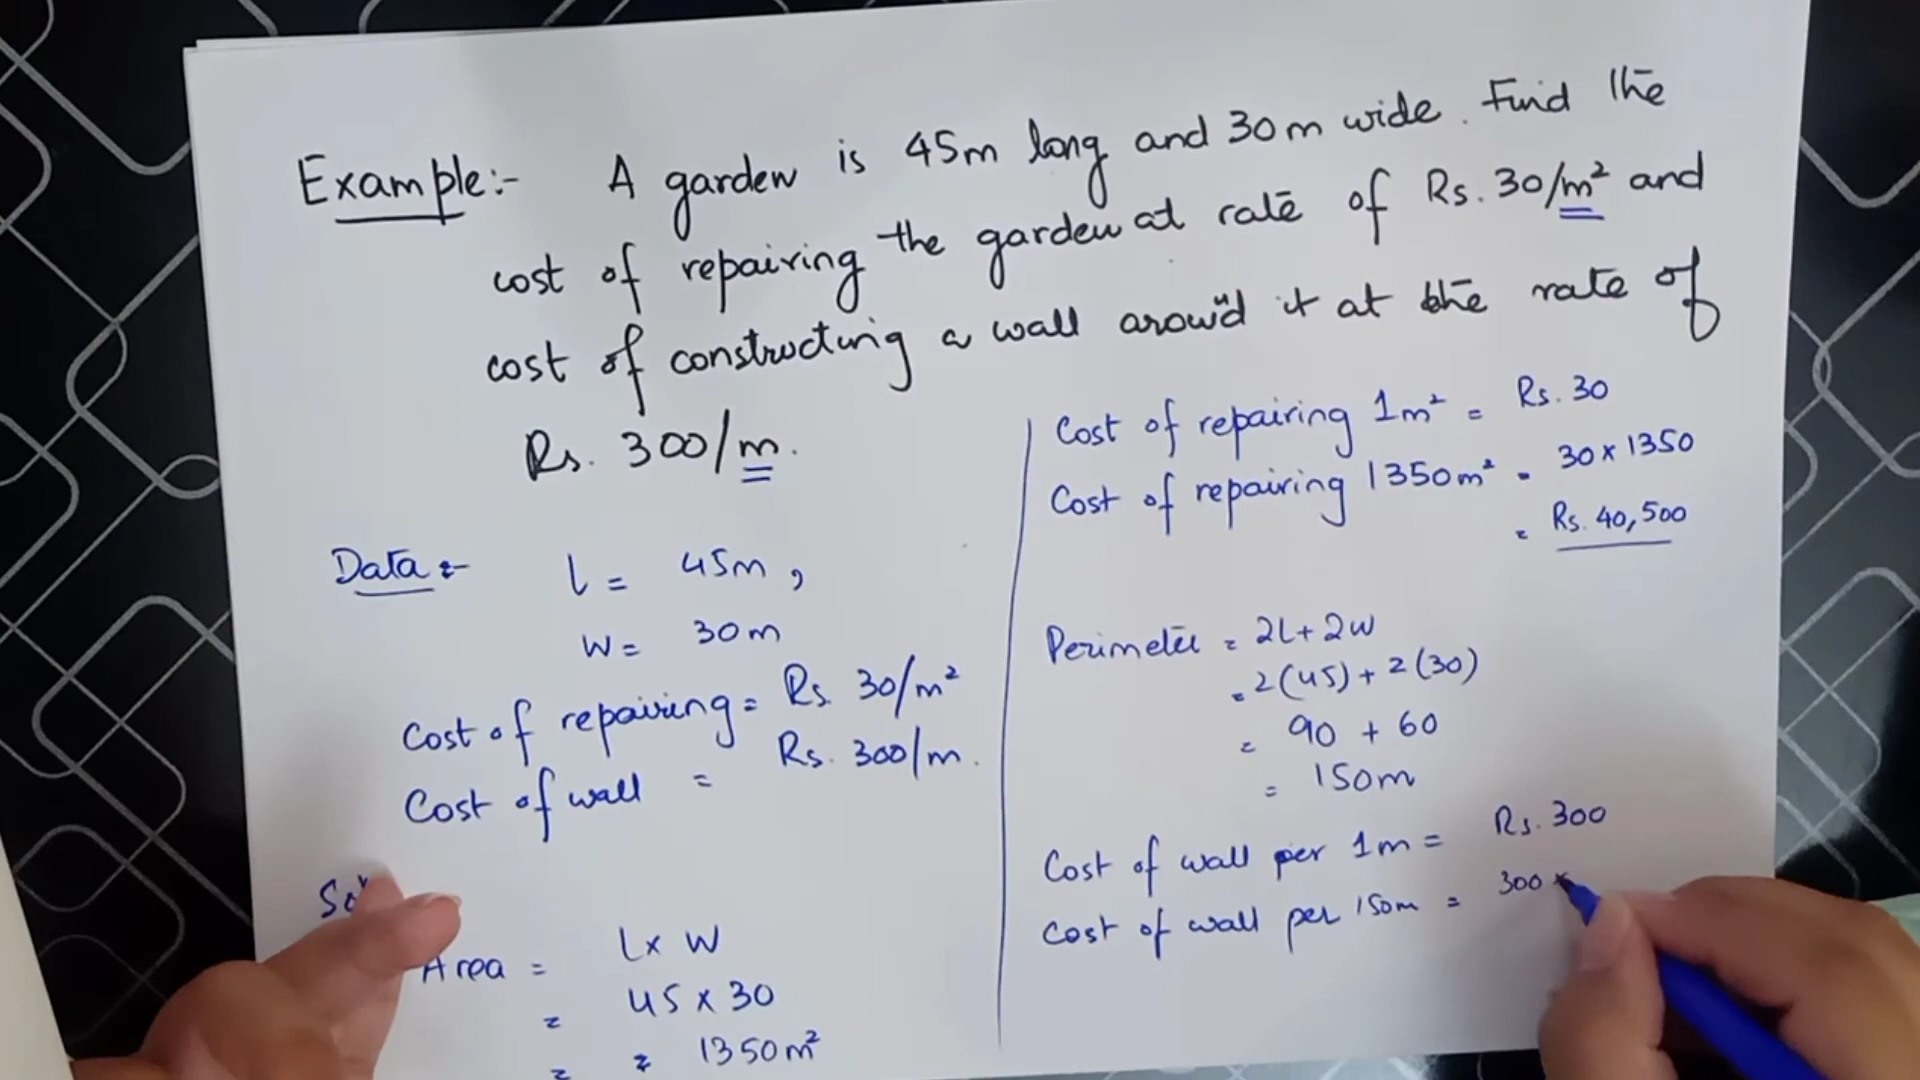 Example:- A garden is 45m long and 30m wide. Find the
cost of repairing the garden at rate of Rs. 30/m² and
cost of constructing a wall around it at the rate of
Rs. 300/m.
Data:- l = 45m,
w = 30m
Cost of repairing = Rs. 30/m²
Cost of wall = Rs. 300/m.
Area = l x w
= 45 x 30
= = 1350m²
Cost of repairing 1m² = Rs. 30
Cost of repairing 1350m² = 30 x 1350
= Rs. 40,500
Perimeter = 2L + 2W
= 2(45) + 2(30)
= 90 + 60
= 150m
Cost of wall per 1m = Rs. 300
Cost of wall per 150m = 300 x